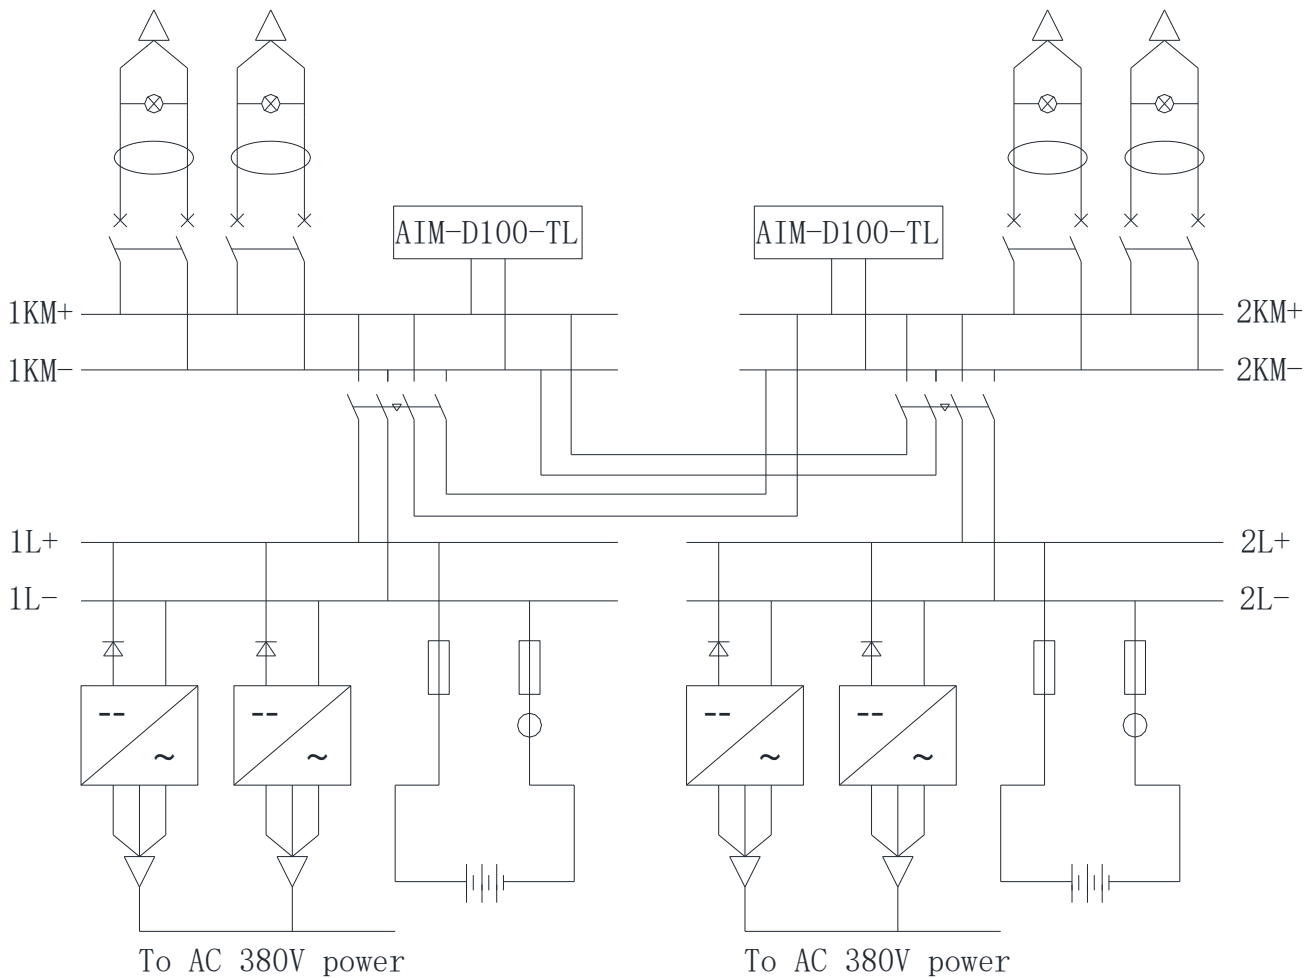 AIM-D100-TL
AIM-D100-TL
1KM+
2KM+
1KM-
2KM-
1L+
2L+
1L-
2L-
--
--
--
--
~
~
~
~
To AC 380V power
To AC 380V power